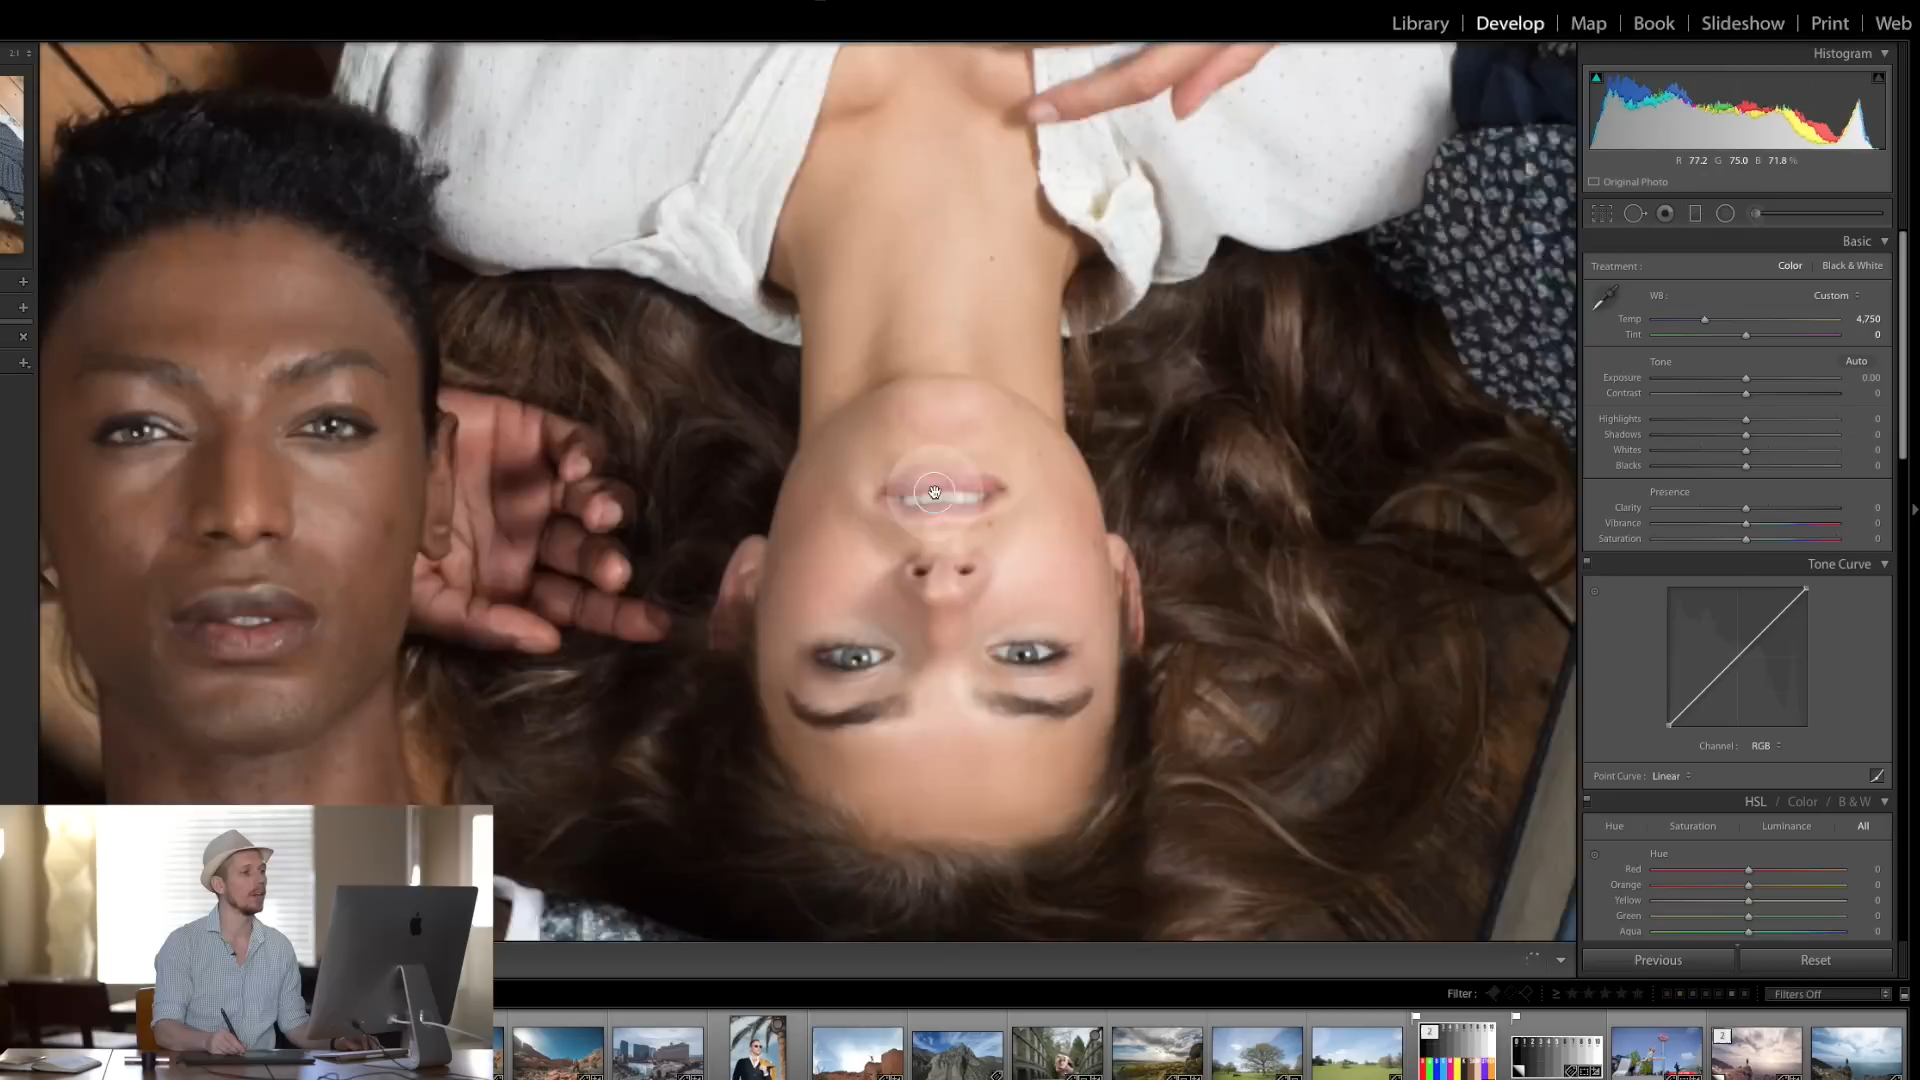 Library | Develop | Map | Book | Slideshow | Print | Web
2:1
Histogram
R 77.2 G 75.0 B 71.8 %
Original Photo
Basic
Treatment : Color | Black & White
WB : Custom
Temp 4,750
Tint 0
Tone Auto
Exposure 0.00
Contrast 0
Highlights 0
Shadows 0
Whites 0
Blacks 0
Presence
Clarity 0
Vibrance 0
Saturation 0
Tone Curve
Channel : RGB
Point Curve : Linear
HSL / Color / B & W
Hue Saturation Luminance All
Hue
Red 0
Orange 0
Yellow 0
Green 0
Aqua 0
Previous Reset
Filter : ≥ Filters Off
2
2